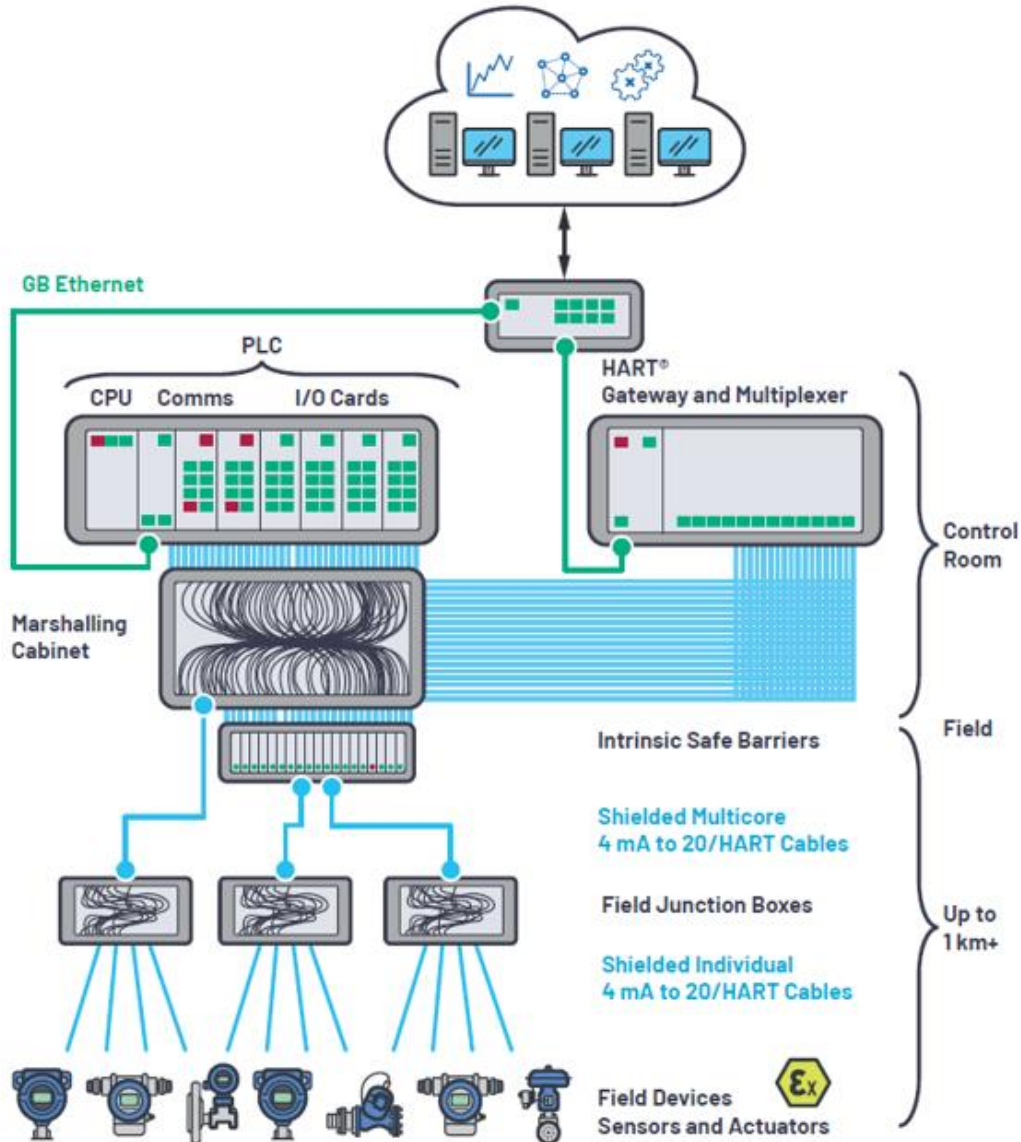 GB Ethernet
PLC
CPU Comms I/O Cards
HART®
Gateway and Multiplexer
Control
Room
Marshalling
Cabinet
Field
Intrinsic Safe Barriers
Shielded Multicore
4 mA to 20/HART Cables
Field Junction Boxes
Up to
1 km+
Shielded Individual
4 mA to 20/HART Cables
Field Devices
Sensors and Actuators
εx